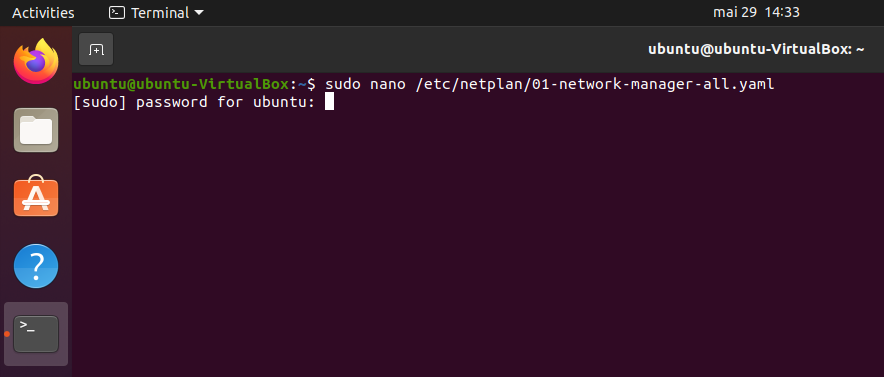 Activities Terminal mai 29 14:33
ubuntu@ubuntu-VirtualBox: ~
ubuntu@ubuntu-VirtualBox:~$ sudo nano /etc/netplan/01-network-manager-all.yaml
[sudo] password for ubuntu: